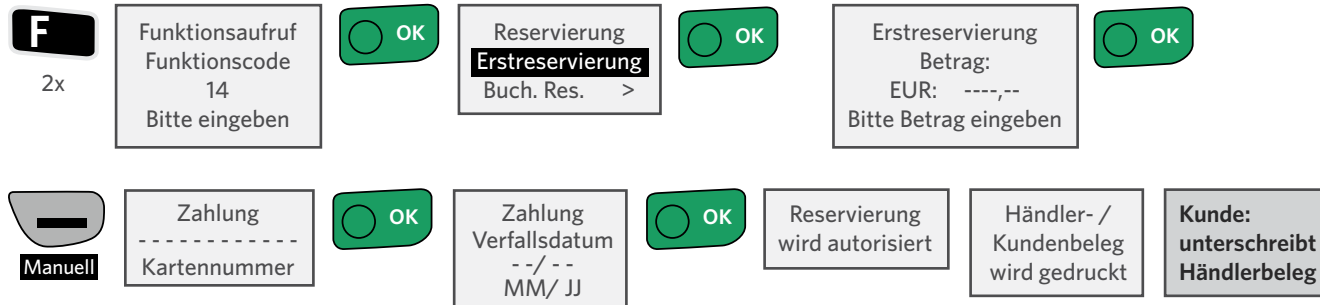 F
2x
Funktionsaufruf
Funktionscode
14
Bitte eingeben
OK
Reservierung
Erstreservierung
Buch. Res. >
OK
Erstreservierung
Betrag:
EUR: ----,--
Bitte Betrag eingeben
OK
Manuell
Zahlung
- - - - - - - - - - - -
Kartennummer
OK
Zahlung
Verfallsdatum
- -/ - -
MM/ JJ
OK
Reservierung
wird autorisiert
Händler- /
Kundenbeleg
wird gedruckt
Kunde:
unterschreibt
Händlerbeleg